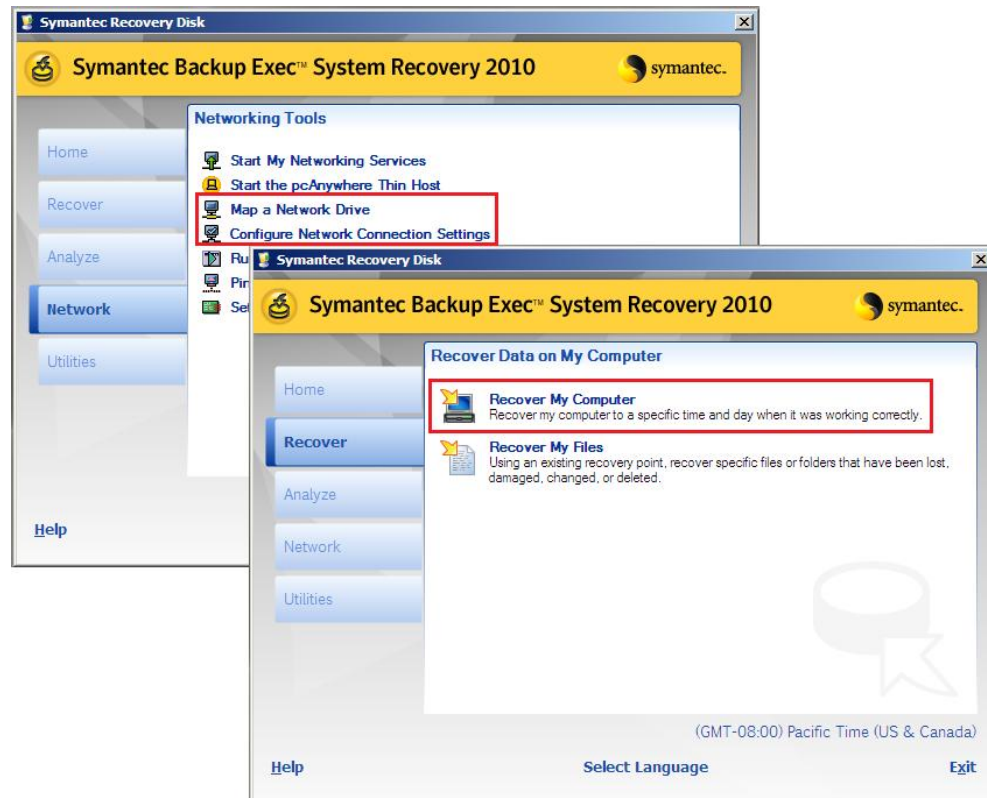 Symantec Recovery Disk
Symantec Backup Exec™ System Recovery 2010
symantec.
Home
Recover
Analyze
Network
Utilities
Help
Networking Tools
Start My Networking Services
Start the pcAnywhere Thin Host
Map a Network Drive
Configure Network Connection Settings
Ru
Pin
Se
Symantec Recovery Disk
Symantec Backup Exec™ System Recovery 2010
symantec.
Home
Recover
Analyze
Network
Utilities
Recover Data on My Computer
Recover My Computer
Recover my computer to a specific time and day when it was working correctly.
Recover My Files
Using an existing recovery point, recover specific files or folders that have been lost,
damaged, changed, or deleted.
(GMT-08:00) Pacific Time (US & Canada)
Help
Select Language
Exit